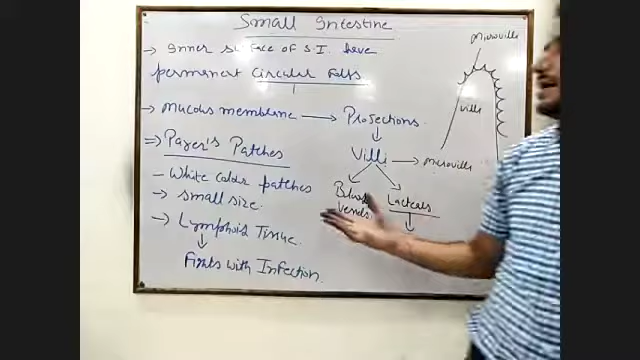 Small Intestine
→ Inner surface of S.I. have
permanent circular folds
→ Mucous membrane → Projections
Villi → microvilli
Blood vessels
Lacteals
⇒ Payer's Patches
- White colour patches
→ Small size.
→ Lymphoid Tissue
Fights with Infection.
microvilli
villi